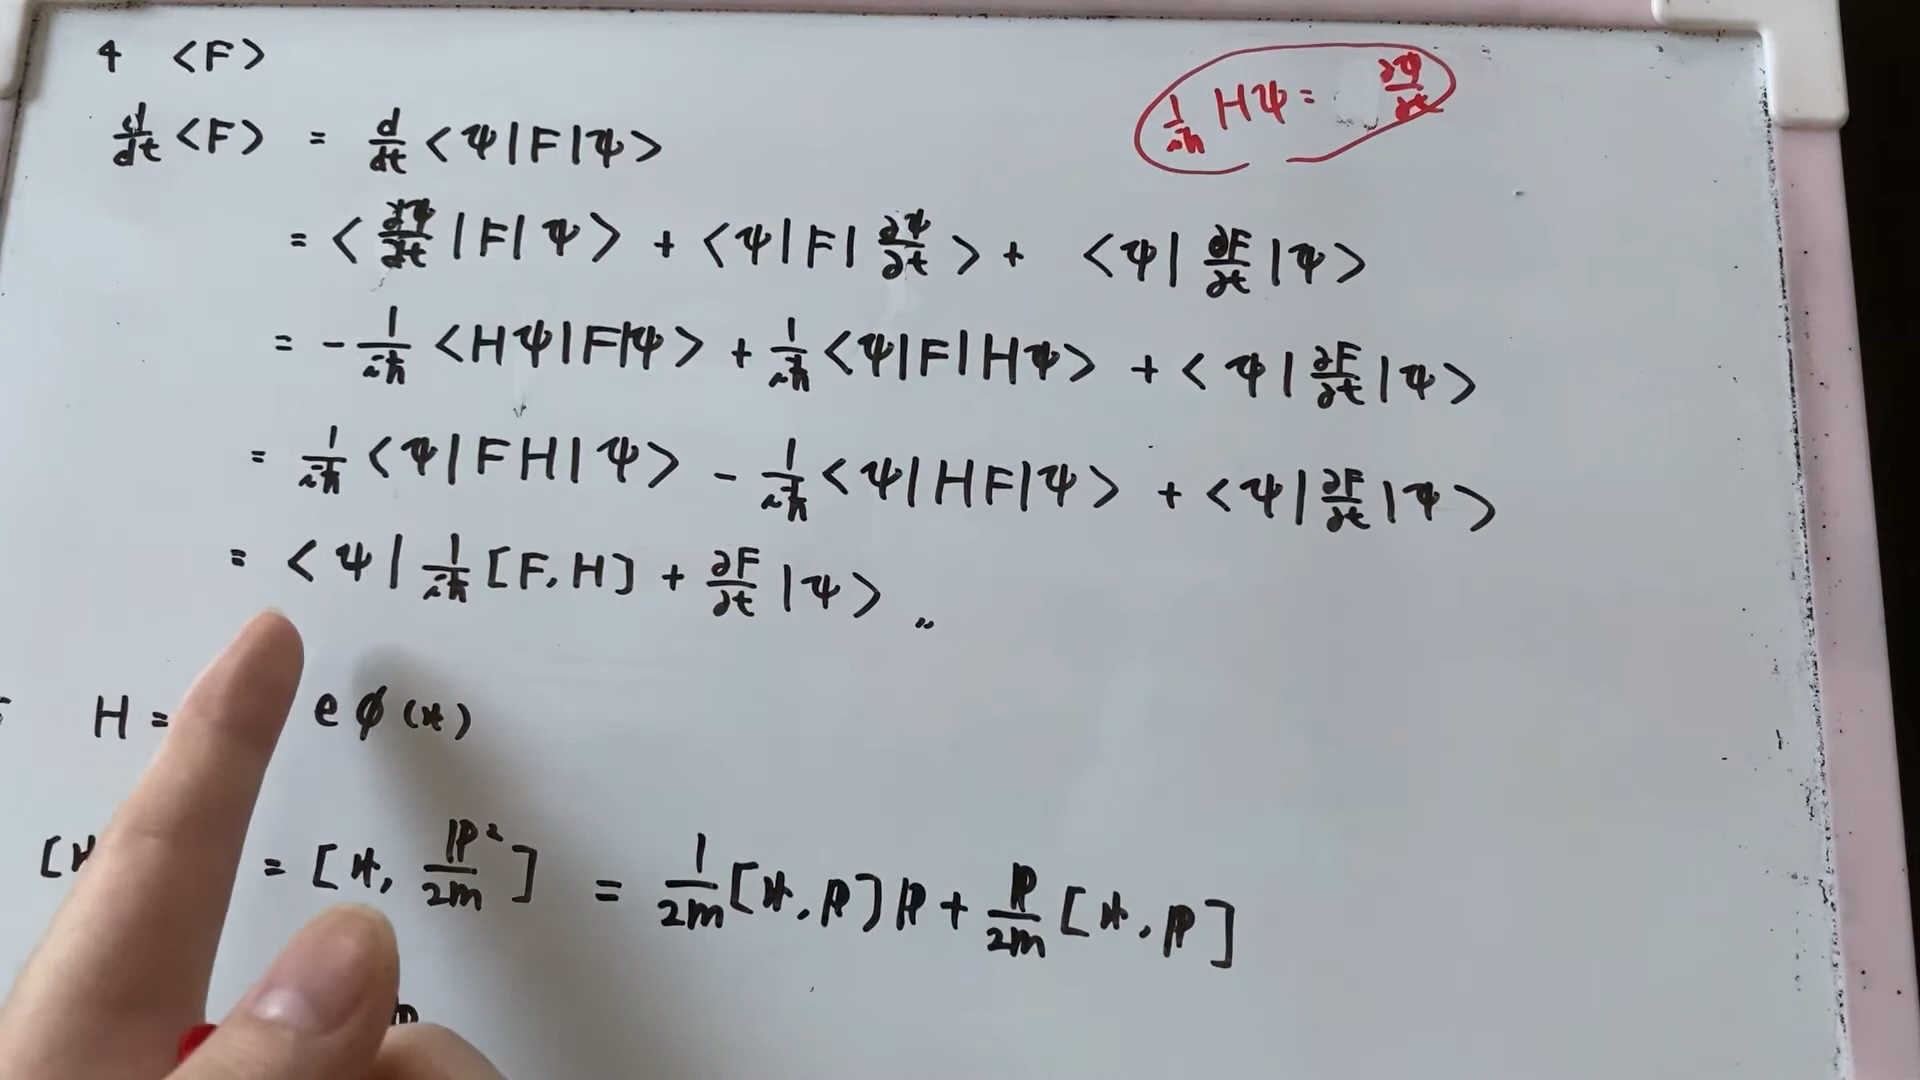 4 <F>
1/iℏ Hψ = ∂ψ/∂t
d/dt <F> = d/dt <ψ|F|ψ>
= <∂ψ/∂t |F| ψ> + <ψ|F| ∂ψ/∂t> + <ψ| ∂F/∂t |ψ>
= - 1/iℏ <Hψ|F|ψ> + 1/iℏ <ψ|F|Hψ> + <ψ| ∂F/∂t |ψ>
= 1/iℏ <ψ|FH|ψ> - 1/iℏ <ψ|HF|ψ> + <ψ| ∂F/∂t |ψ>
= <ψ| 1/iℏ [F,H] + ∂F/∂t |ψ> 〃
H = eϕ(x)
[x = [x, p²/2m] = 1/2m [x,p]p + p/2m [x,p]